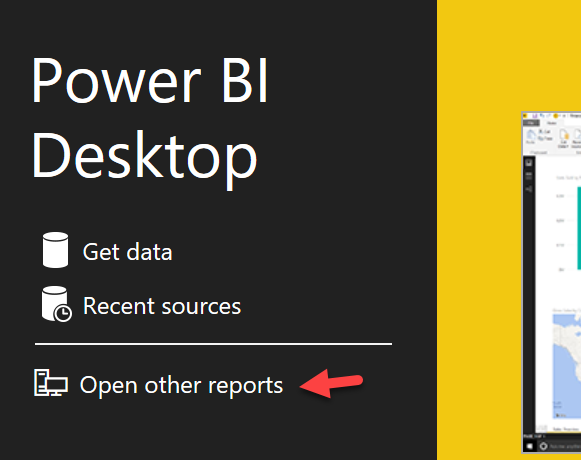 Power BI
Desktop
Get data
Recent sources
Open other reports